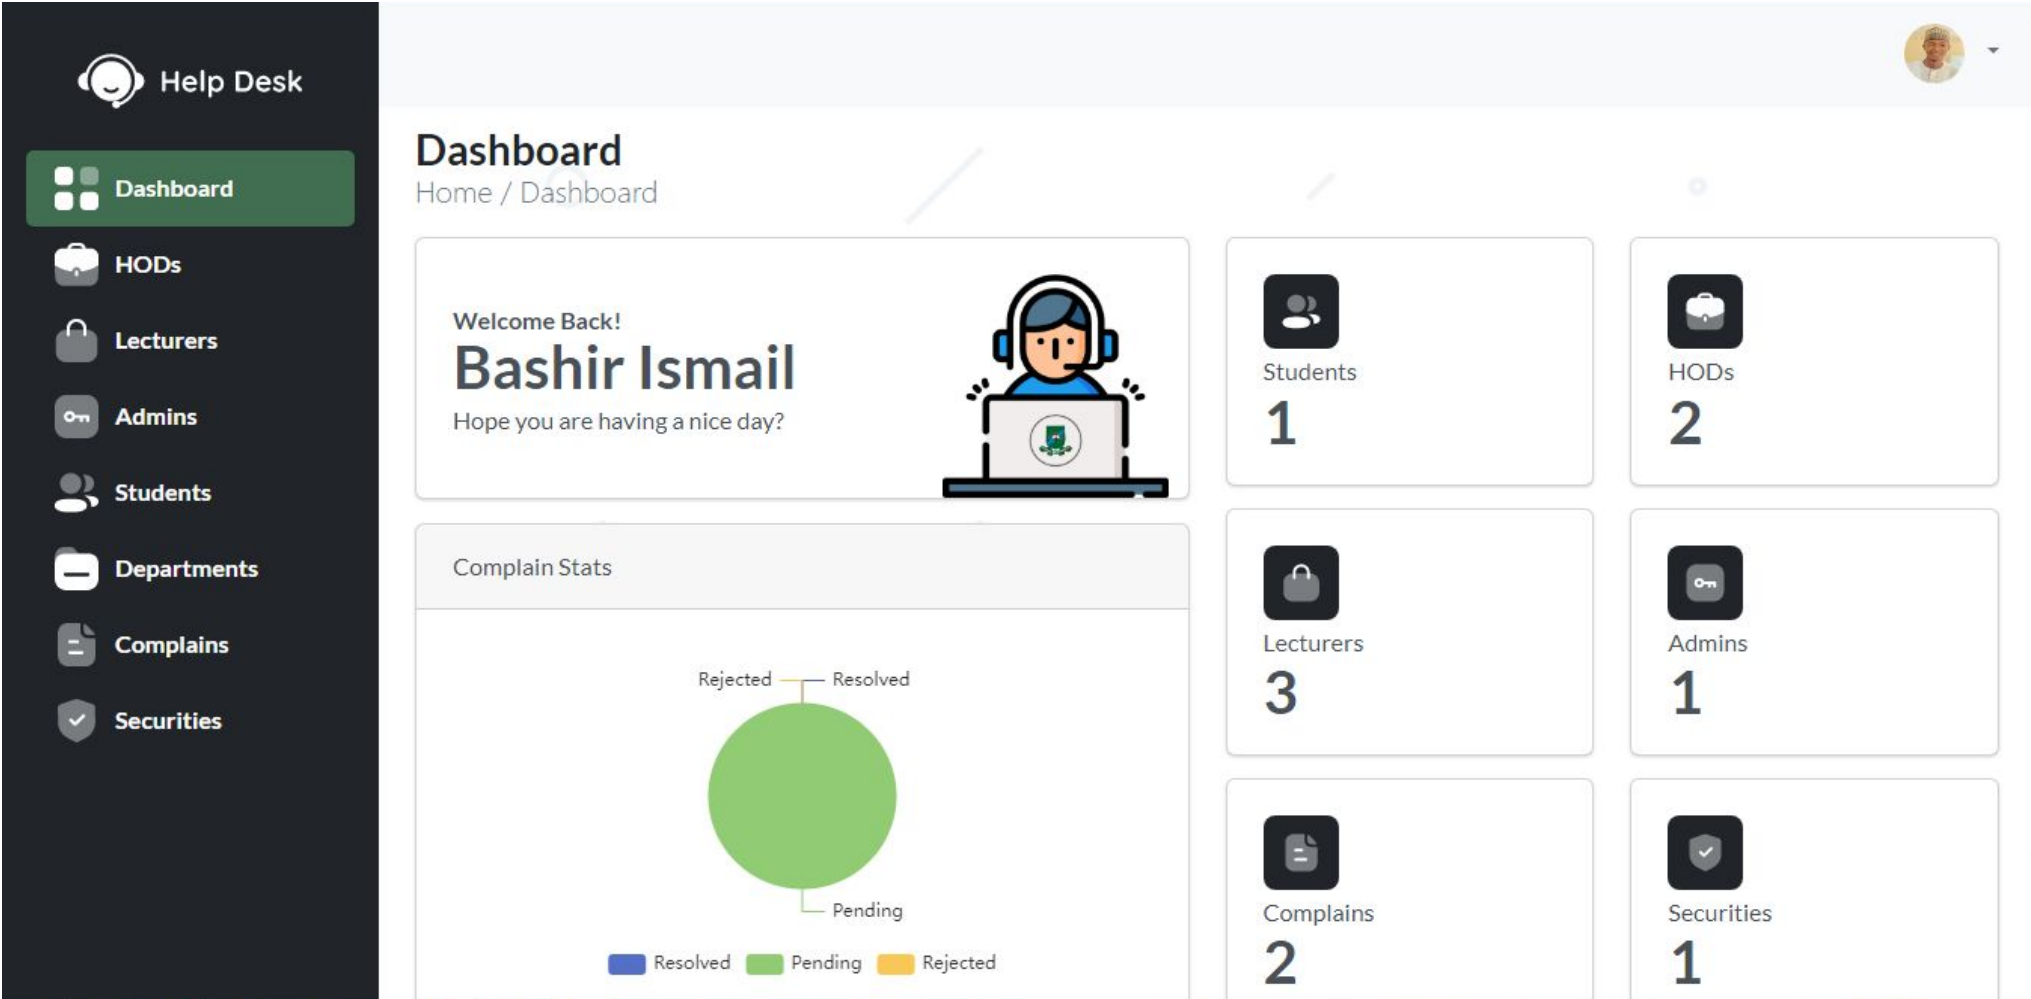 Help Desk
Dashboard
HODs
Lecturers
Admins
Students
Departments
Complains
Securities
Dashboard
Home / Dashboard
Welcome Back!
Bashir Ismail
Hope you are having a nice day?
Complain Stats
Rejected
Resolved
Pending
Resolved
Pending
Rejected
Students
1
HODs
2
Lecturers
3
Admins
1
Complains
2
Securities
1